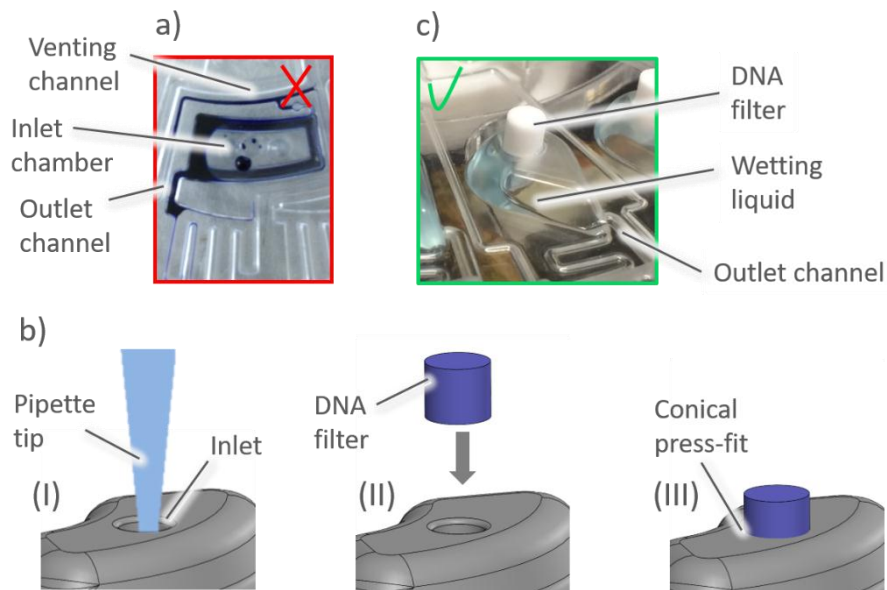 a)
Venting
channel
Inlet
chamber
Outlet
channel
c)
DNA
filter
Wetting
liquid
Outlet channel
b)
Pipette
tip
Inlet
(I)
DNA
filter
(II)
Conical
press-fit
(III)